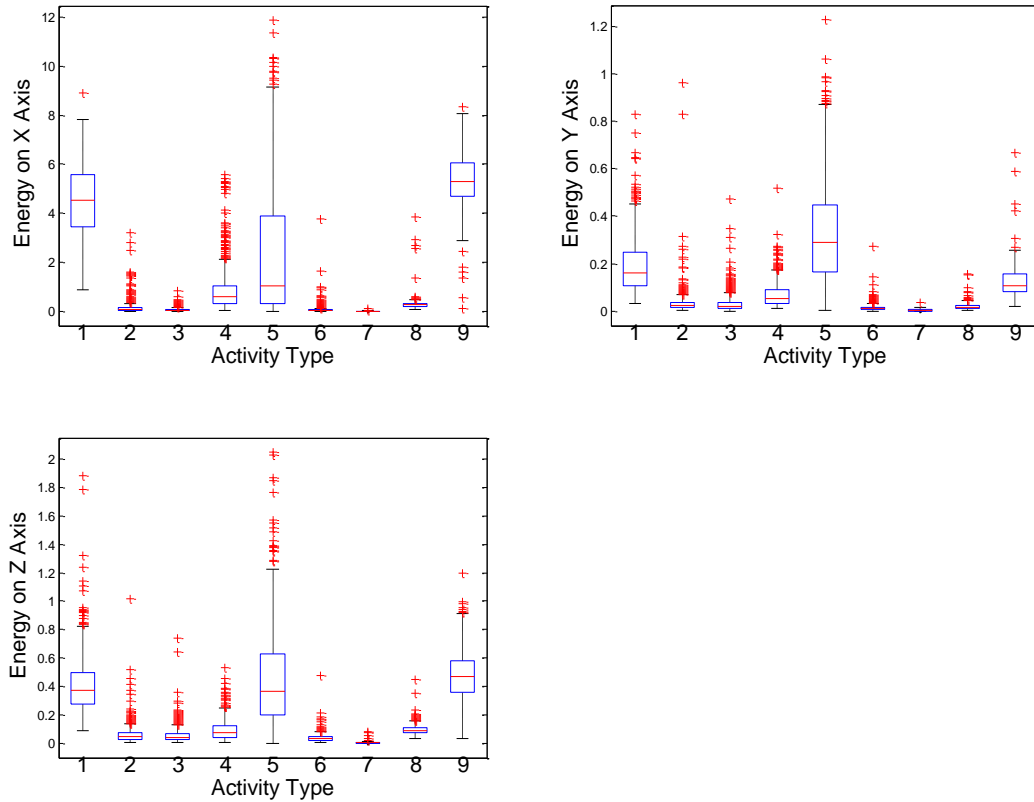 Energy on X Axis
12
10
8
6
4
2
0
1 2 3 4 5 6 7 8 9
Activity Type
Energy on Y Axis
1.2
1
0.8
0.6
0.4
0.2
0
1 2 3 4 5 6 7 8 9
Activity Type
Energy on Z Axis
2
1.8
1.6
1.4
1.2
1
0.8
0.6
0.4
0.2
0
1 2 3 4 5 6 7 8 9
Activity Type